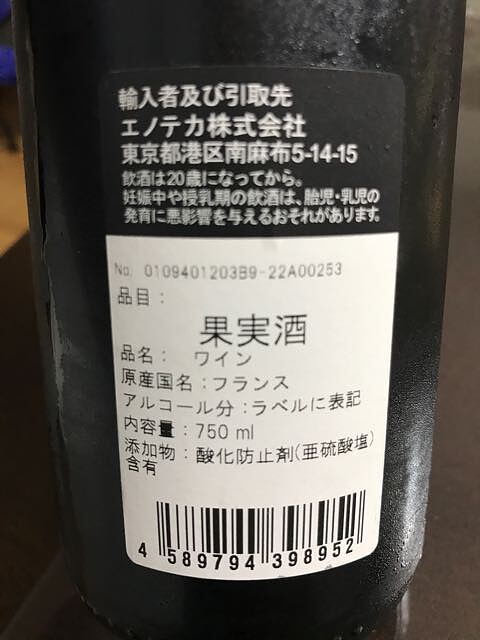 輸入者及び引取先
エノテカ株式会社
東京都港区南麻布5-14-15
飲酒は20歳になってから。
妊娠中や授乳期の飲酒は、胎児・乳児の
発育に悪影響を与えるおそれがあります。
No. 0109401203B9-22A00253
品目:
果実酒
品名: ワイン
原産国名:フランス
アルコール分:ラベルに表記
内容量:750 ml
添加物:酸化防止剤(亜硫酸塩)
含有
4 589794 398952